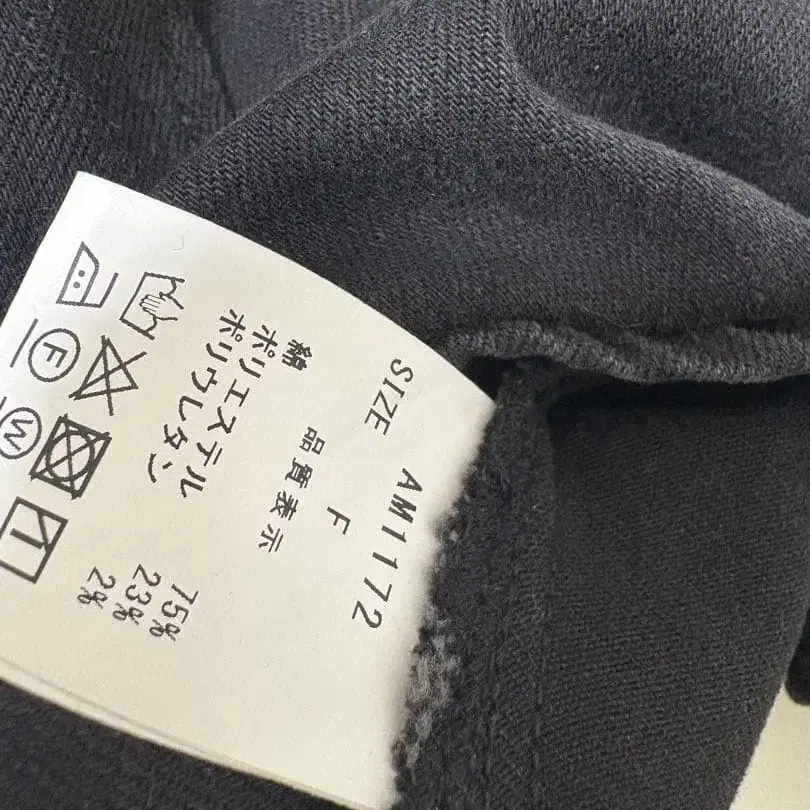 AM1172
SIZE F
品質表示
綿 75%
ポリエステル 23%
ポリウレタン 2%
F
W